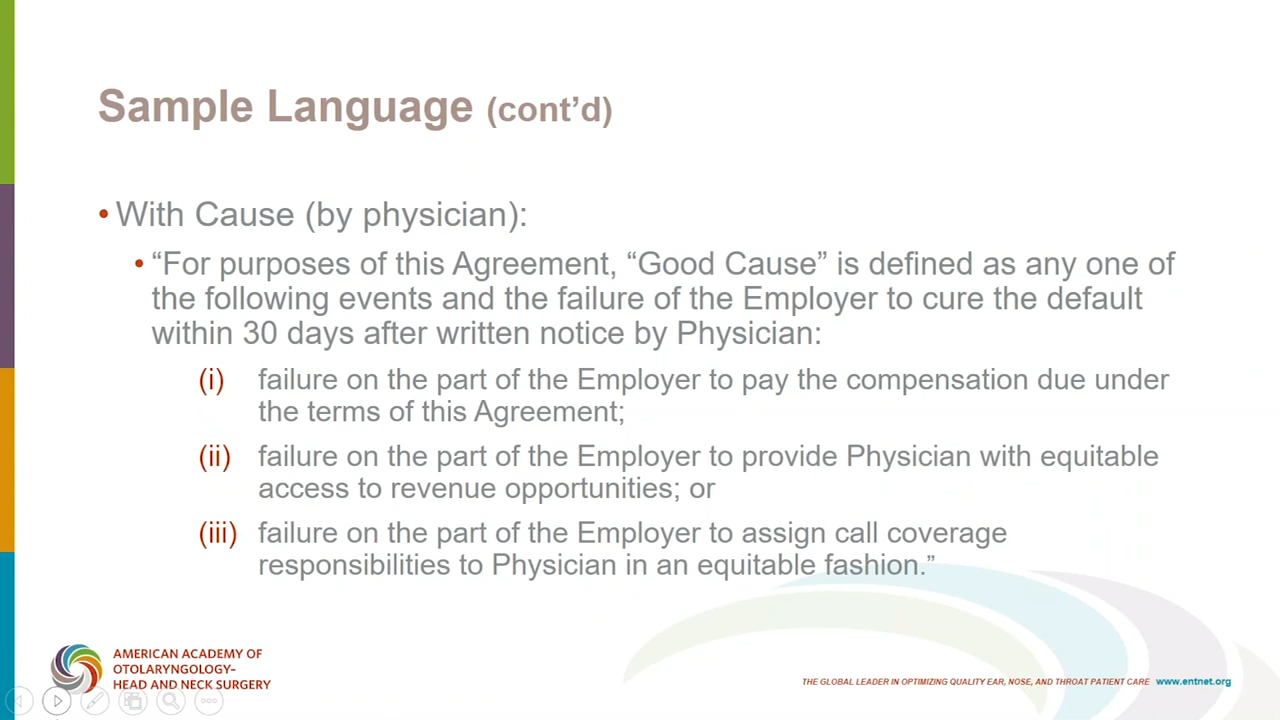 Sample Language (cont’d)
• With Cause (by physician):
• “For purposes of this Agreement, “Good Cause” is defined as any one of
the following events and the failure of the Employer to cure the default
within 30 days after written notice by Physician:
(i) failure on the part of the Employer to pay the compensation due under
the terms of this Agreement;
(ii) failure on the part of the Employer to provide Physician with equitable
access to revenue opportunities; or
(iii) failure on the part of the Employer to assign call coverage
responsibilities to Physician in an equitable fashion.”
AMERICAN ACADEMY OF
OTOLARYNGOLOGY–
HEAD AND NECK SURGERY
THE GLOBAL LEADER IN OPTIMIZING QUALITY EAR, NOSE, AND THROAT PATIENT CARE www.entnet.org